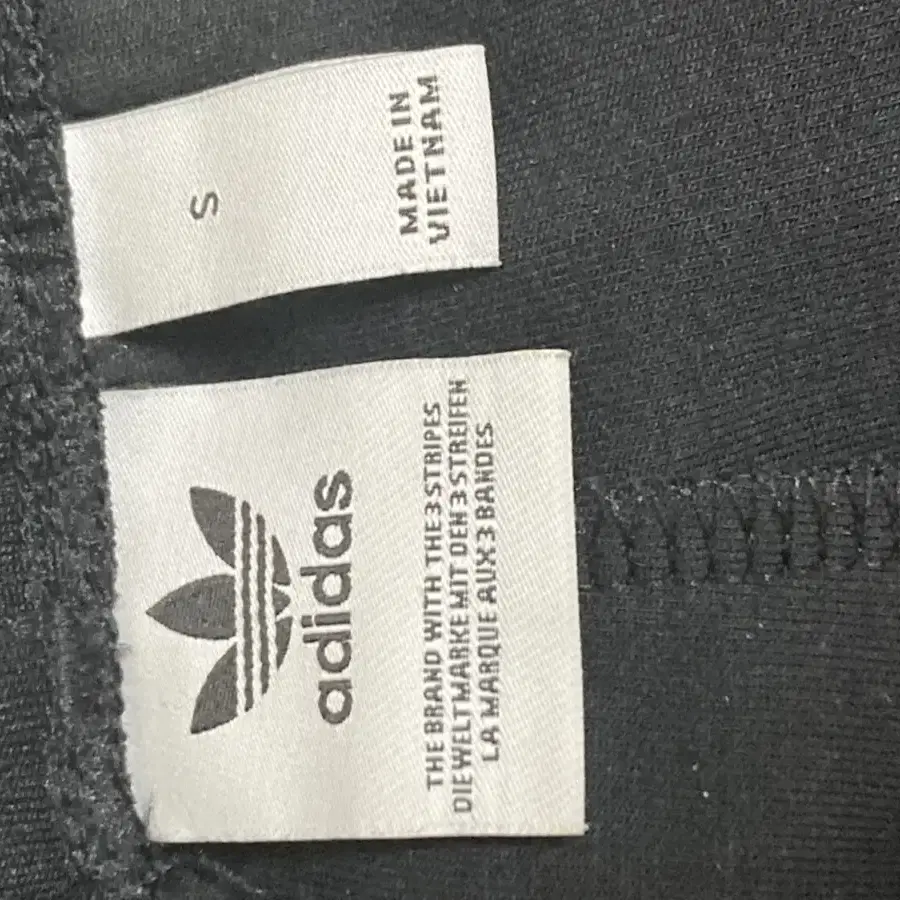 S
MADE IN
VIETNAM
adidas
THE BRAND WITH THE 3 STRIPES
DIE WELTMARKE MIT DEN 3 STREIFEN
LA MARQUE AUX 3 BANDES